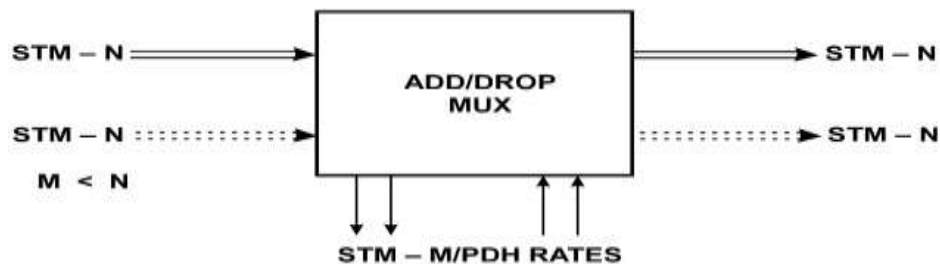 STM – N
STM – N
ADD/DROP
MUX
STM – N
STM – N
M < N
STM – M/PDH RATES